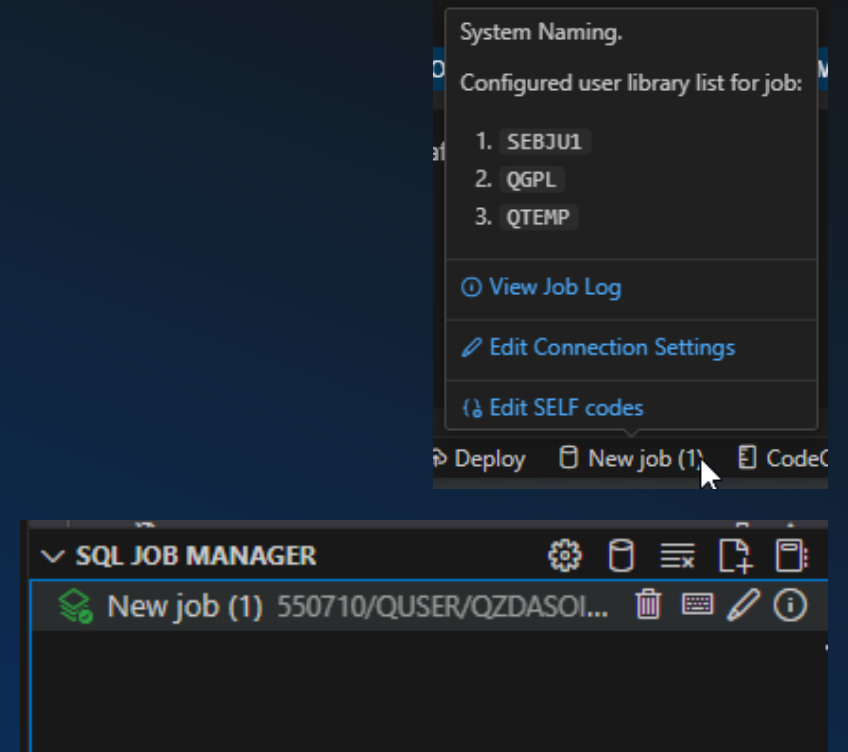 System Naming.
Configured user library list for job:
1. SEBJU1
2. QGPL
3. QTEMP
View Job Log
Edit Connection Settings
Edit SELF codes
Deploy New job (1) Code
SQL JOB MANAGER
New job (1) 550710/QUSER/QZDASOI...